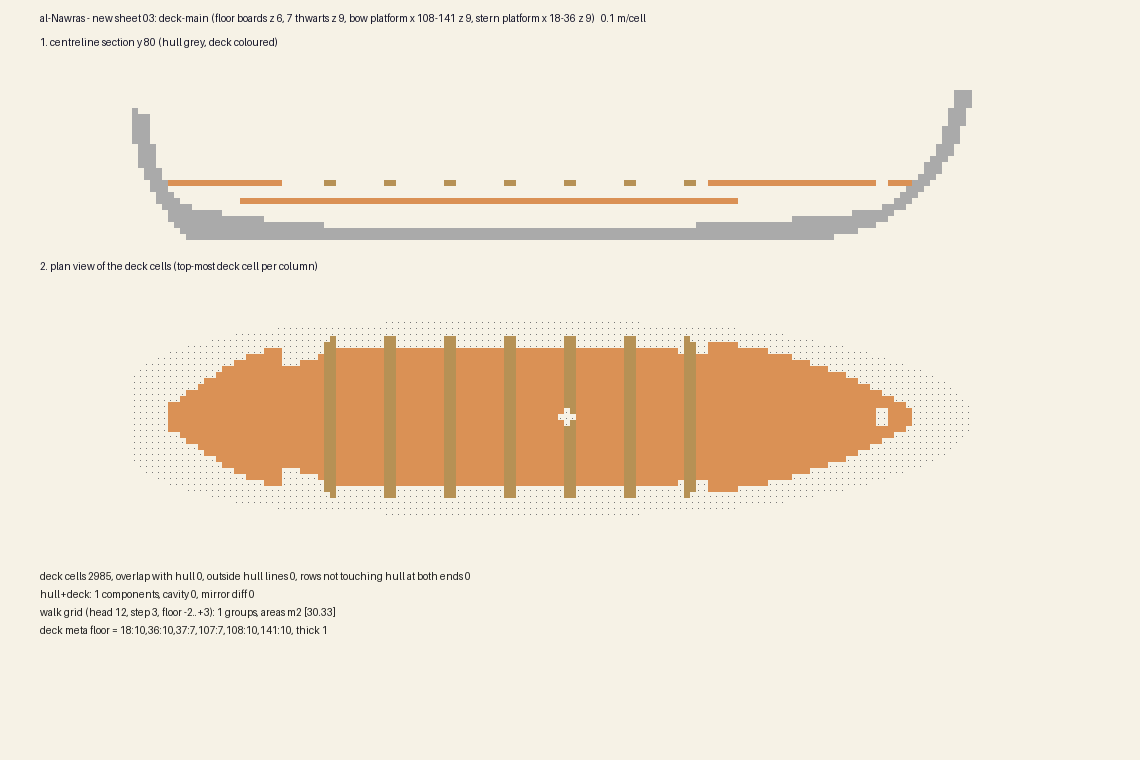 al-Nawras - new sheet 03: deck-main (floor boards z 6, 7 thwarts z 9, bow platform x 108-141 z 9, stern platform x 18-36 z 9)  0.1 m/cell
1. centreline section y 80 (hull grey, deck coloured)
2. plan view of the deck cells (top-most deck cell per column)
deck cells 2985, overlap with hull 0, outside hull lines 0, rows not touching hull at both ends 0
hull+deck: 1 components, cavity 0, mirror diff 0
walk grid (head 12, step 3, floor -2..+3): 1 groups, areas m2 [30.33]
deck meta floor = 18:10,36:10,37:7,107:7,108:10,141:10, thick 1